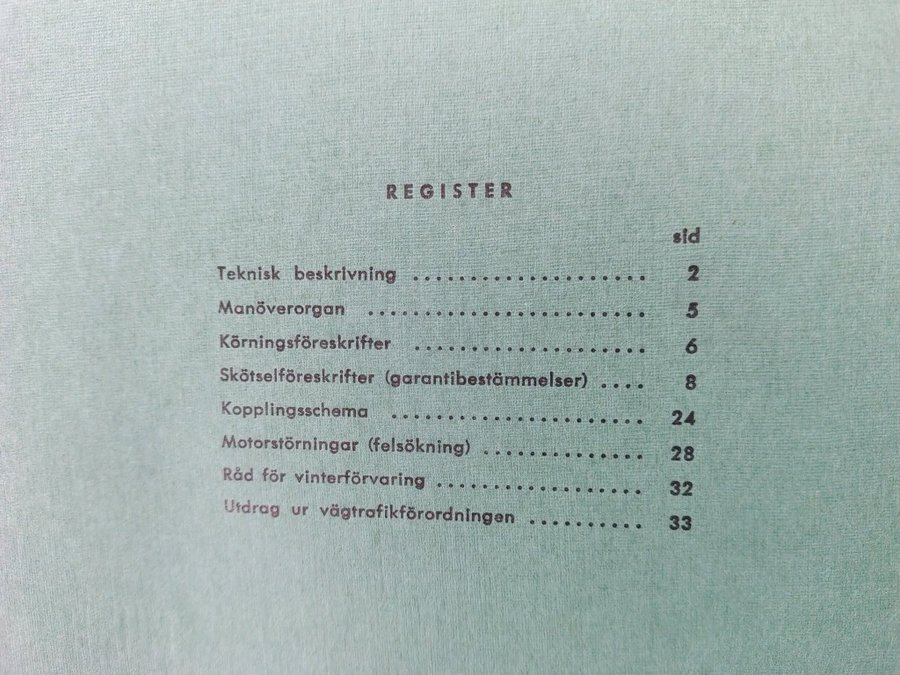 REGISTER
sid
Teknisk beskrivning ..................... 2
Manöverorgan ......................... 5
Körningsföreskrifter ..................... 6
Skötselföreskrifter (garantibestämmelser) .... 8
Kopplingsschema ....................... 24
Motorstörningar (felsökning) ............... 28
Råd för vinterförvaring ................... 32
Utdrag ur vägtrafikförordningen .......... 33